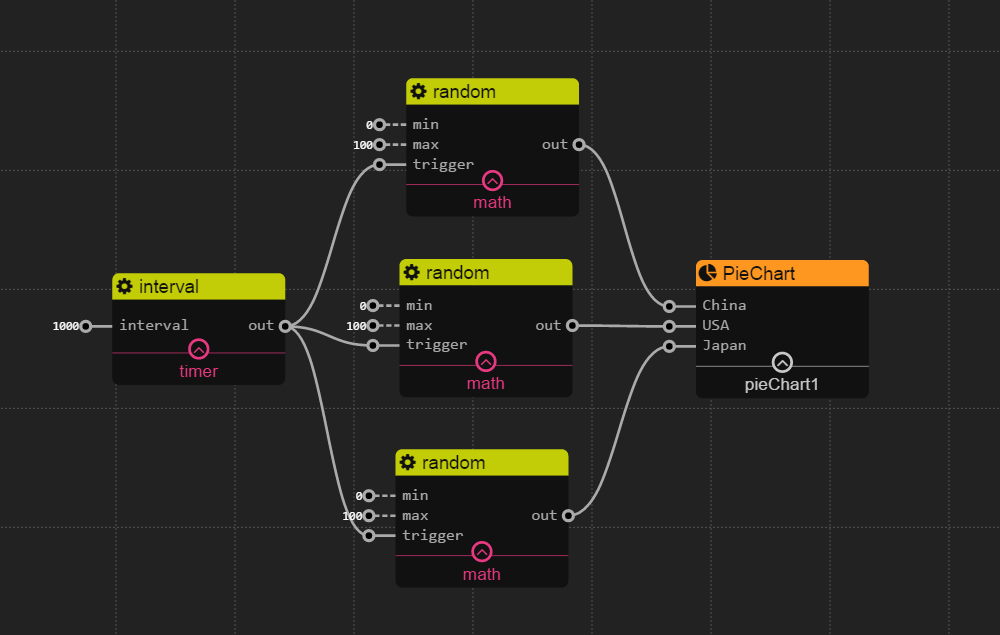 random
0 min
100 max
out
trigger
math
interval
1000 interval
out
timer
random
0 min
100 max
out
trigger
math
PieChart
China
USA
Japan
pieChart1
random
0 min
100 max
out
trigger
math